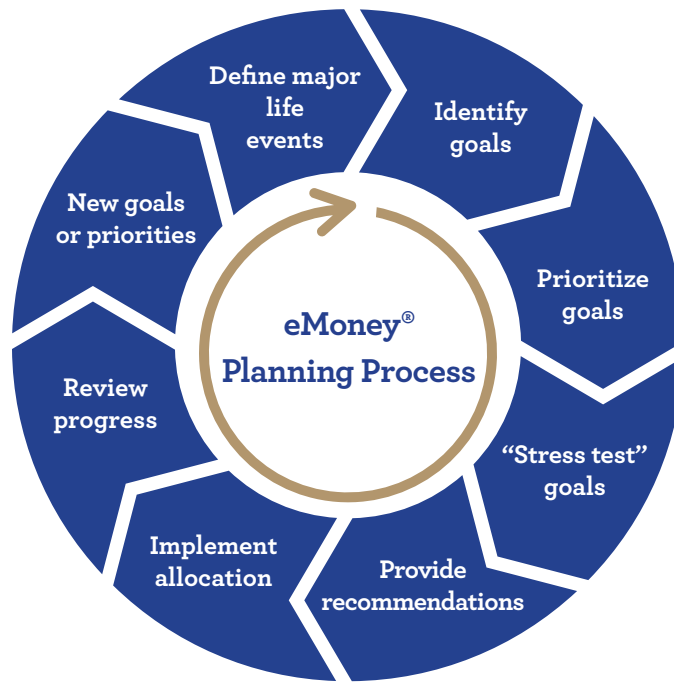 Define major
life
events
Identify
goals
Prioritize
goals
“Stress test”
goals
Provide
recommendations
Implement
allocation
Review
progress
New goals
or priorities
eMoney®
Planning Process